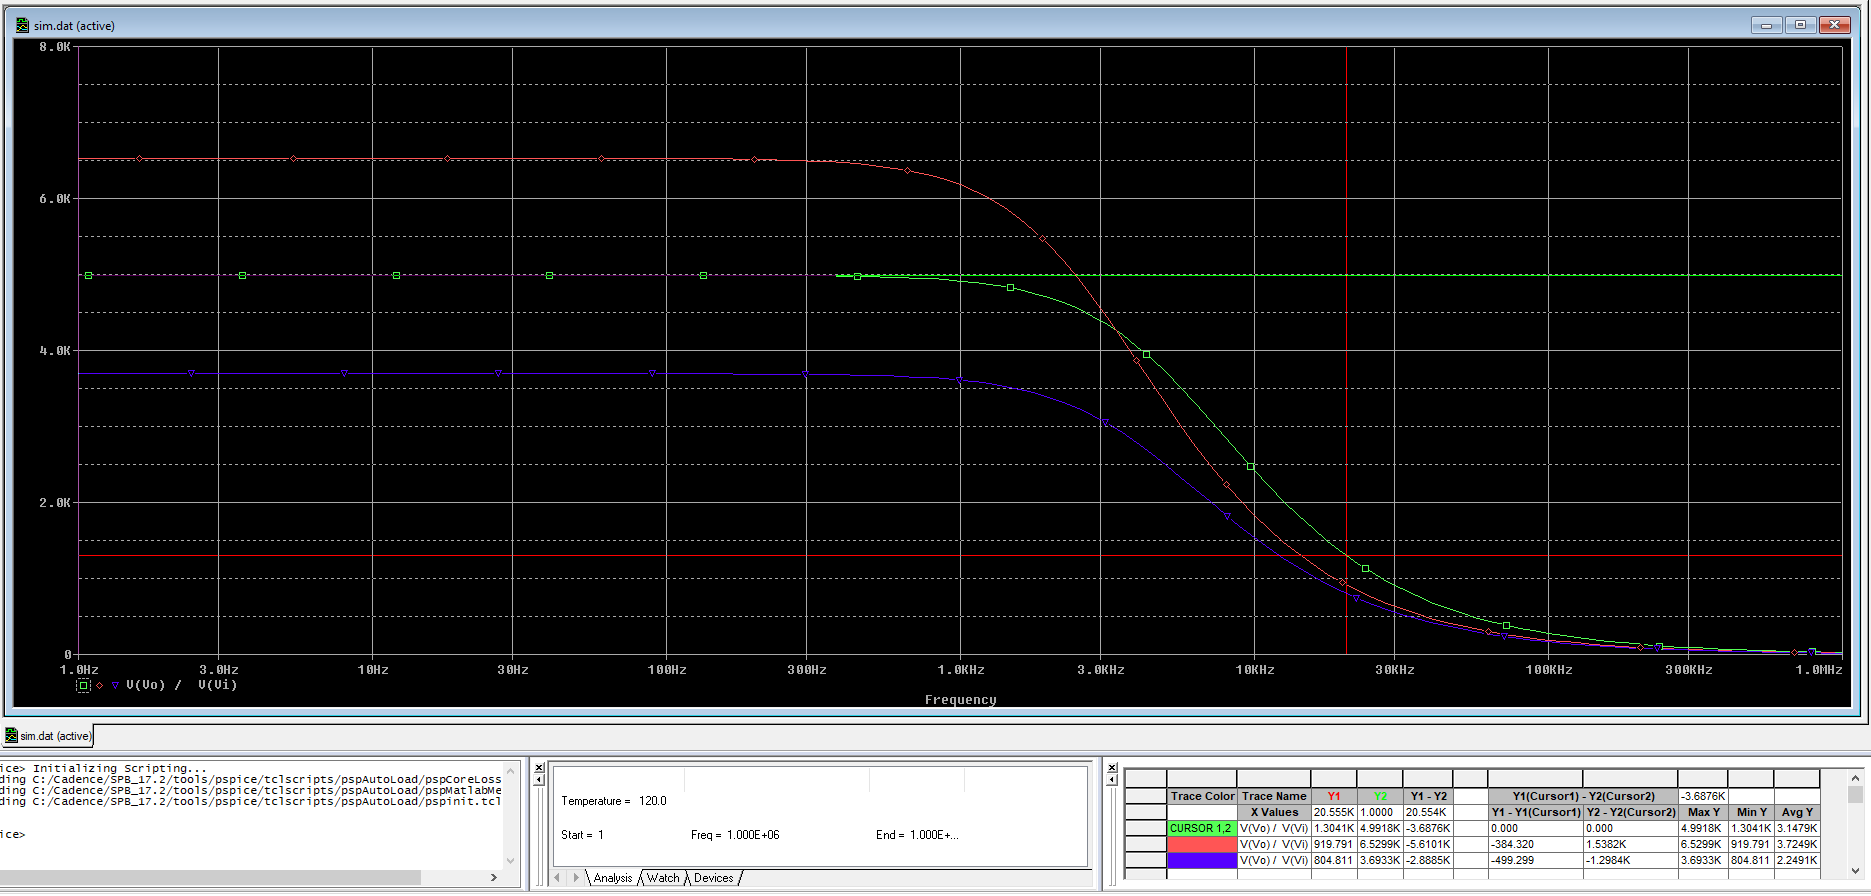 sim.dat (active)
8.0K
6.0K
4.0K
2.0K
0
1.0Hz 3.0Hz 10Hz 30Hz 100Hz 300Hz 1.0KHz 3.0KHz 10KHz 30KHz 100KHz 300KHz 1.0MHz
V(Vo) / V(Vi)
Frequency
sim.dat (active)
ice> Initializing Scripting...
ding C:/Cadence/SPB_17.2/tools/pspice/tclscripts/pspAutoLoad/pspCoreLoss
ding C:/Cadence/SPB_17.2/tools/pspice/tclscripts/pspAutoLoad/pspMatlabMe
ding C:/Cadence/SPB_17.2/tools/pspice/tclscripts/pspAutoLoad/pspinit.tcl
ice>
Temperature = 120.0
Start = 1 Freq = 1.000E+06 End = 1.000E+...
Analysis Watch Devices
Trace Color Trace Name Y1 Y2 Y1 - Y2 Y1(Cursor1) - Y2(Cursor2) -3.6876K
X Values 20.555K 1.0000 20.554K Y1 - Y1(Cursor1) Y2 - Y2(Cursor2) Max Y Min Y Avg Y
CURSOR 1,2 V(Vo) / V(Vi) 1.3041K 4.9918K -3.6876K 0.000 0.000 4.9918K 1.3041K 3.1479K
V(Vo) / V(Vi) 919.791 6.5299K -5.6101K -384.320 1.5382K 6.5299K 919.791 3.7249K
V(Vo) / V(Vi) 804.811 3.6933K -2.8885K -499.299 -1.2984K 3.6933K 804.811 2.2491K